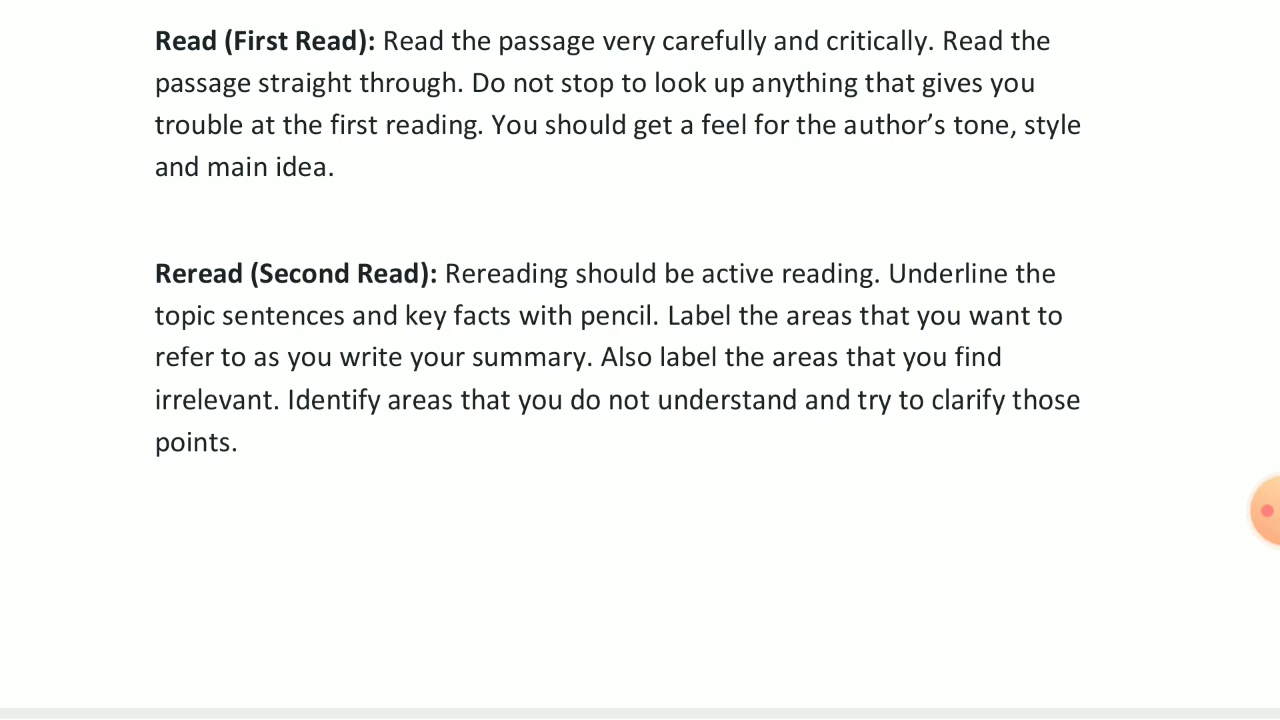 Read (First Read): Read the passage very carefully and critically. Read the
passage straight through. Do not stop to look up anything that gives you
trouble at the first reading. You should get a feel for the author’s tone, style
and main idea.
Reread (Second Read): Rereading should be active reading. Underline the
topic sentences and key facts with pencil. Label the areas that you want to
refer to as you write your summary. Also label the areas that you find
irrelevant. Identify areas that you do not understand and try to clarify those
points.